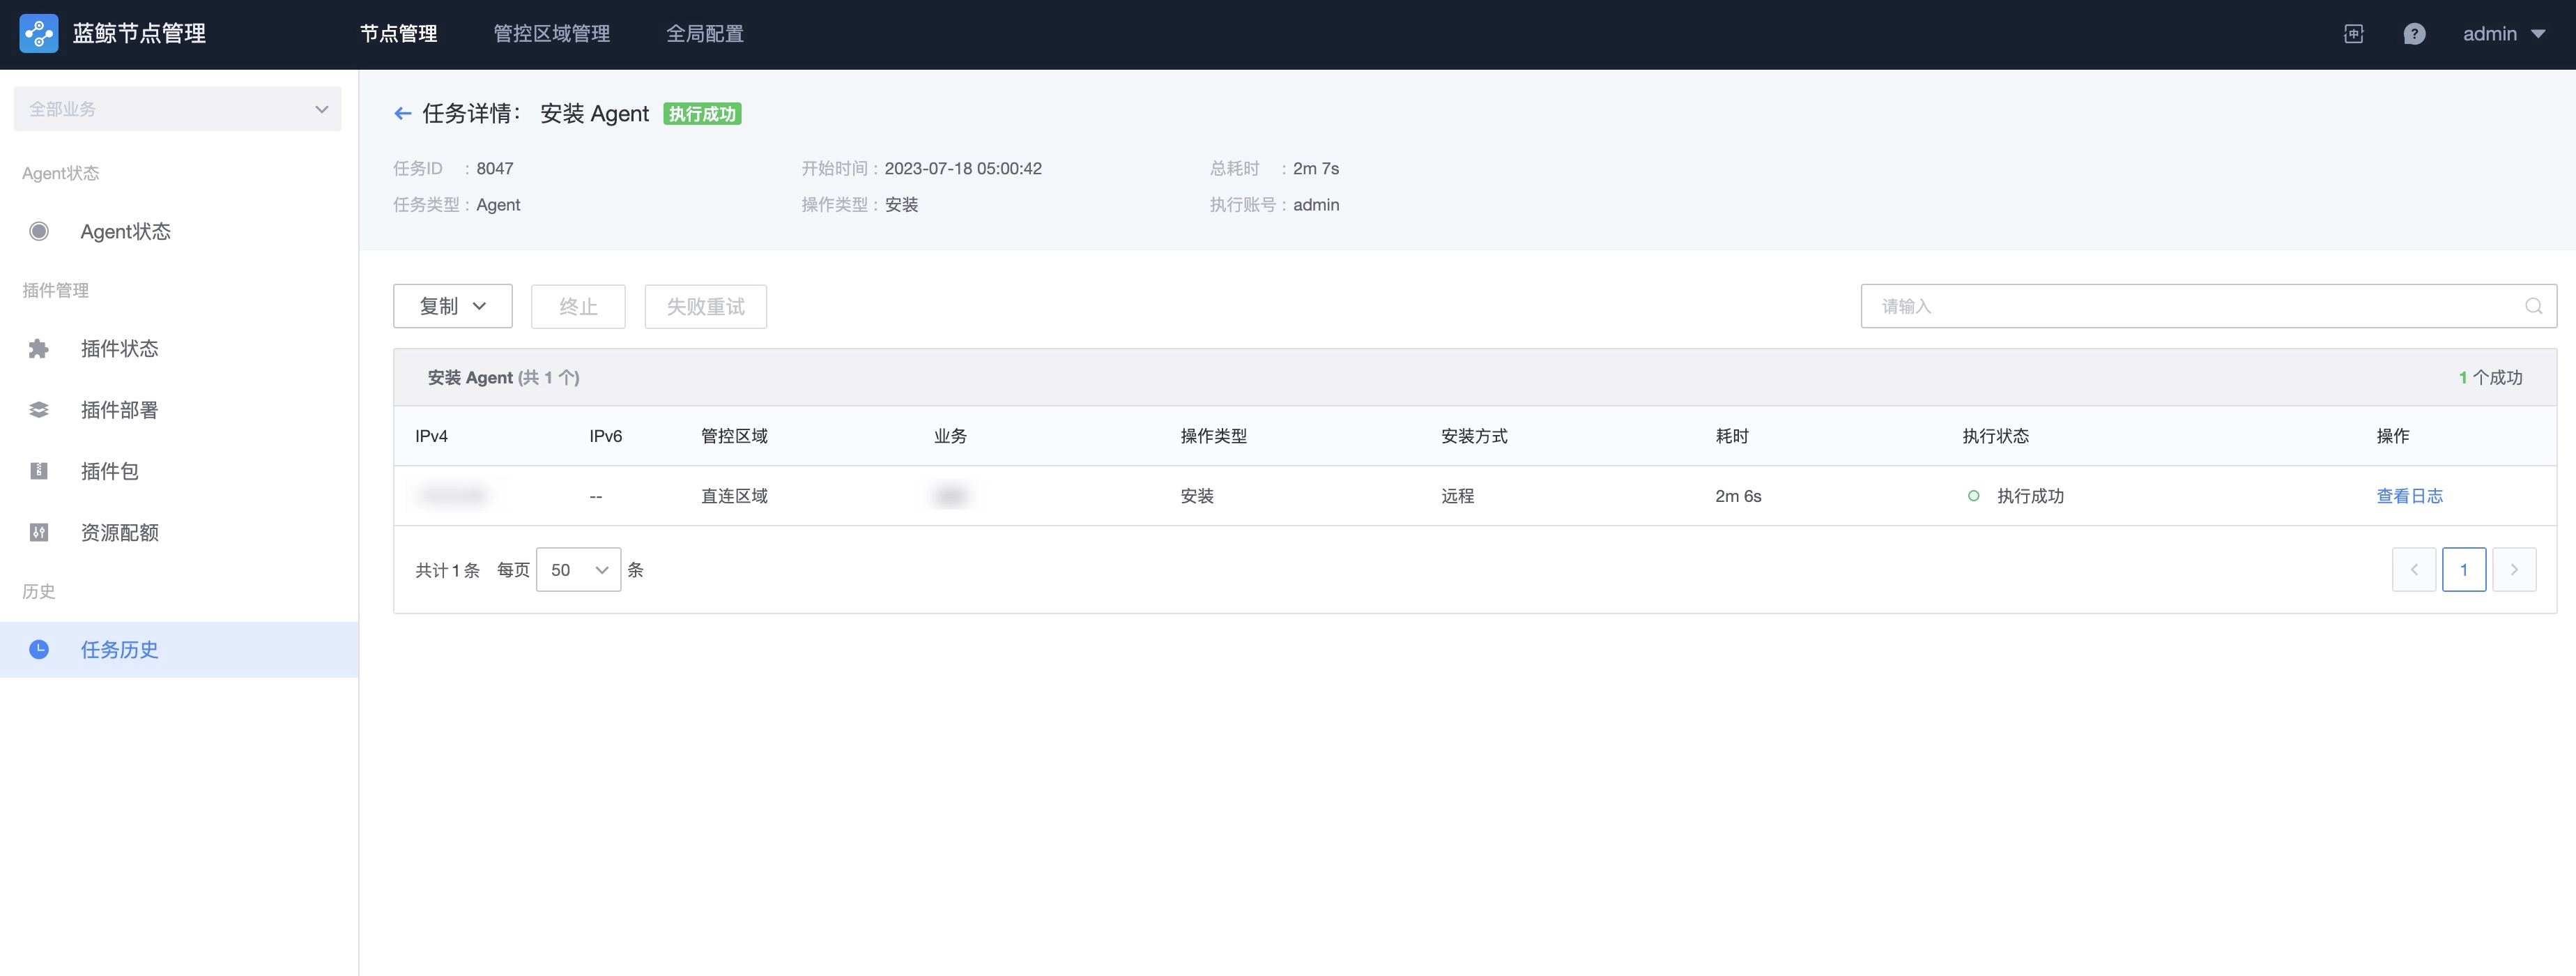 蓝鲸节点管理 节点管理 管控区域管理 全局配置 中 ? admin
全部业务
Agent状态
Agent状态
插件管理
插件状态
插件部署
插件包
资源配额
历史
任务历史
任务详情： 安装 Agent 执行成功
任务ID : 8047 开始时间 : 2023-07-18 05:00:42 总耗时 : 2m 7s
任务类型 : Agent 操作类型 : 安装 执行账号 : admin
复制 终止 失败重试 请输入
安装 Agent (共 1 个) 1 个成功
IPv4 IPv6 管控区域 业务 操作类型 安装方式 耗时 执行状态 操作
-- 直连区域 安装 远程 2m 6s 执行成功 查看日志
共计 1 条 每页 50 条 1